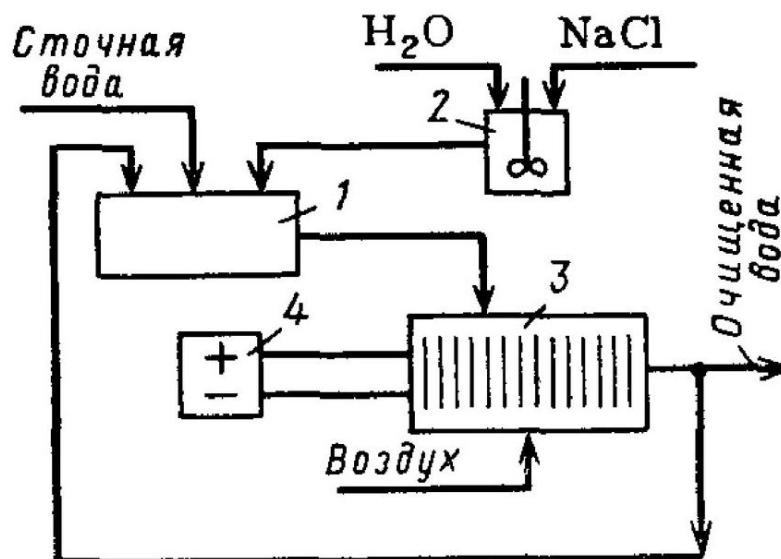 Сточная
вода
H₂O
NaCl
2
1
3
4
+
−
Воздух
Очищенная
вода